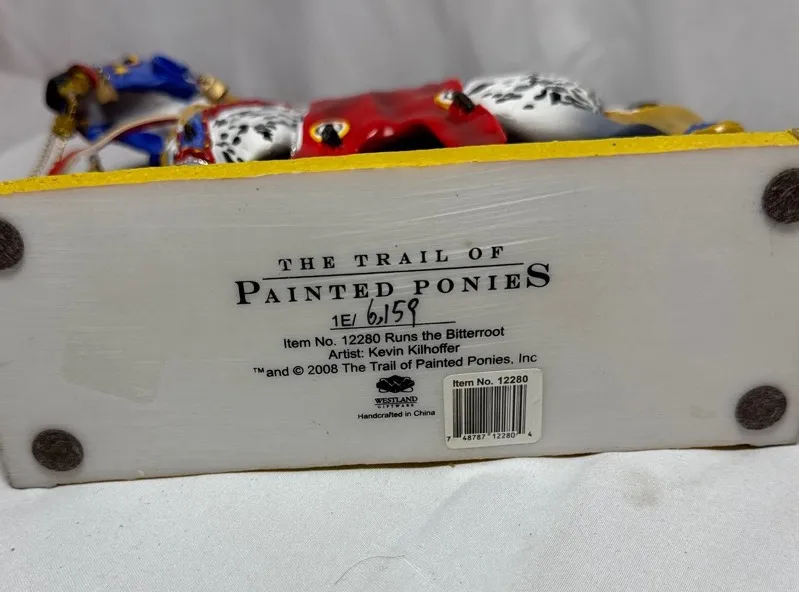 THE TRAIL OF
PAINTED PONIES
1E/ 6,159
Item No. 12280 Runs the Bitterroot
Artist: Kevin Kilhoffer
™and © 2008 The Trail of Painted Ponies, Inc
WESTLAND
GIFTWARE
Handcrafted in China
Item No. 12280
7 48787 12280 4